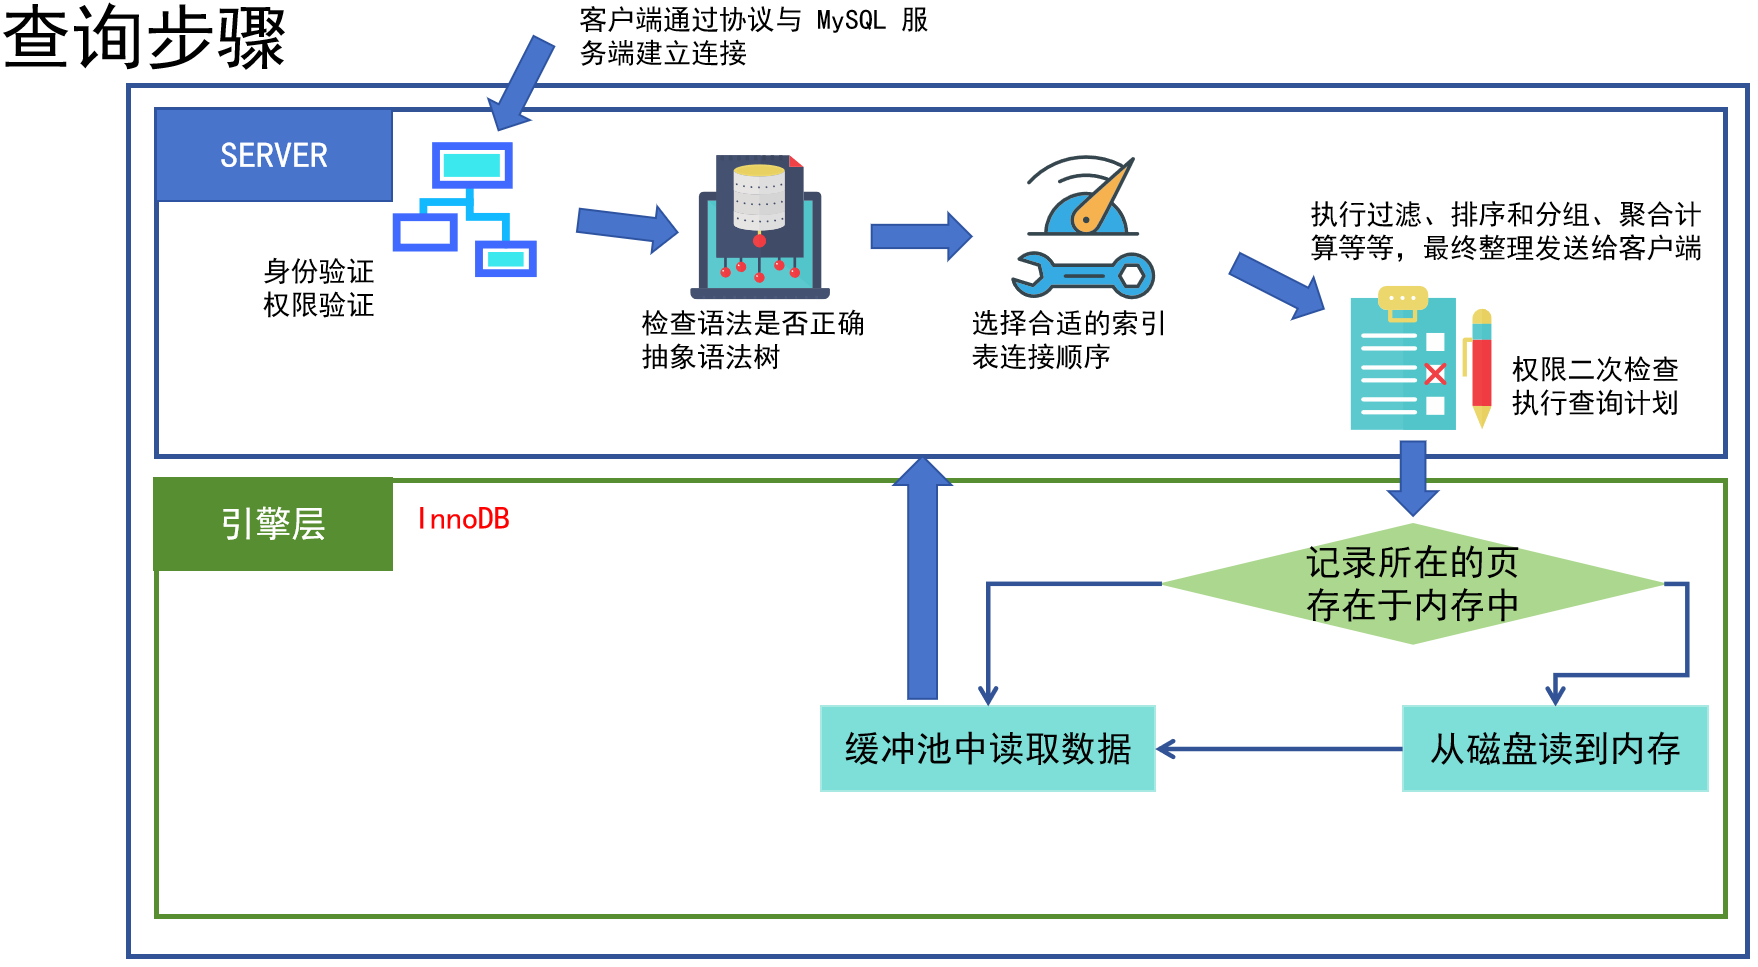 查询步骤
客户端通过协议与 MySQL 服
务端建立连接
SERVER
身份验证
权限验证
检查语法是否正确
抽象语法树
选择合适的索引
表连接顺序
执行过滤、排序和分组、聚合计
算等等，最终整理发送给客户端
权限二次检查
执行查询计划
引擎层
InnoDB
记录所在的页
存在于内存中
缓冲池中读取数据
从磁盘读到内存